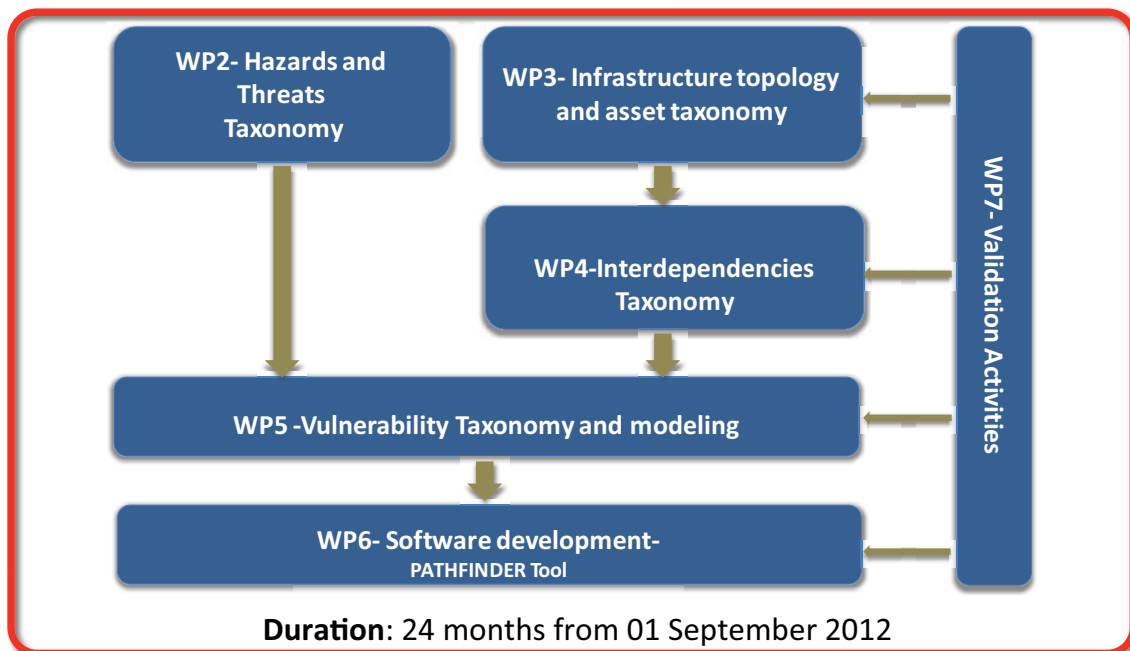 WP2- Hazards and
Threats
Taxonomy
WP3- Infrastructure topology
and asset taxonomy
WP4-Interdependencies
Taxonomy
WP5 -Vulnerability Taxonomy and modeling
WP6- Software development-
PATHFINDER Tool
WP7- Validation Activities
Duration: 24 months from 01 September 2012